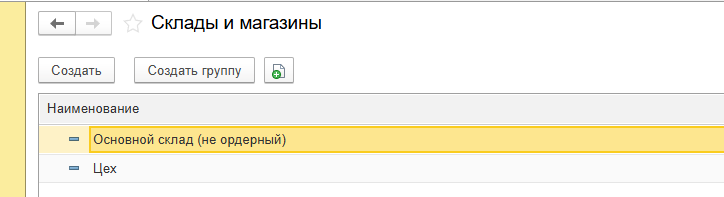 Склады и магазины
Создать Создать группу
Наименование
Основной склад (не ордерный)
Цех